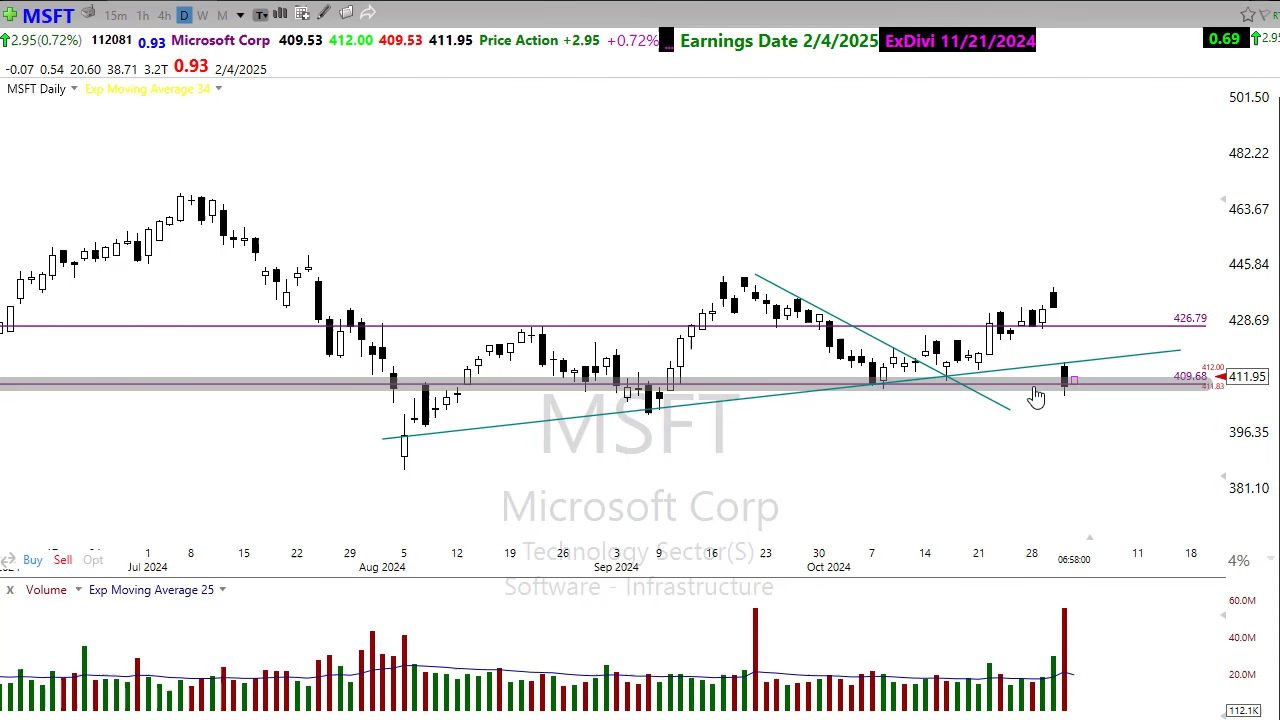 MSFT 15m 1h 4h D W M T
2.95(0.72%) 112081 0.93 Microsoft Corp 409.53 412.00 409.53 411.95 Price Action +2.95 +0.72% ... Earnings Date 2/4/2025 ExDivi 11/21/2024 0.69 2.95
-0.07 0.54 20.60 38.71 3.2T 0.93 2/4/2025
MSFT Daily Exp Moving Average 34
501.50
482.22
463.67
445.84
426.79
428.69
412.00
409.68 411.95
411.83
MSFT
396.35
381.10
Microsoft Corp
Technology Sector(S)
Software - Infrastructure
1 8 15 22 29 5 12 19 26 3 9 16 23 30 7 14 21 28 11 18
Buy Sell Opt 4%
Jul 2024 Aug 2024 Sep 2024 Oct 2024 06:58:00
x Volume Exp Moving Average 25
60.0M
40.0M
20.0M
112.1K